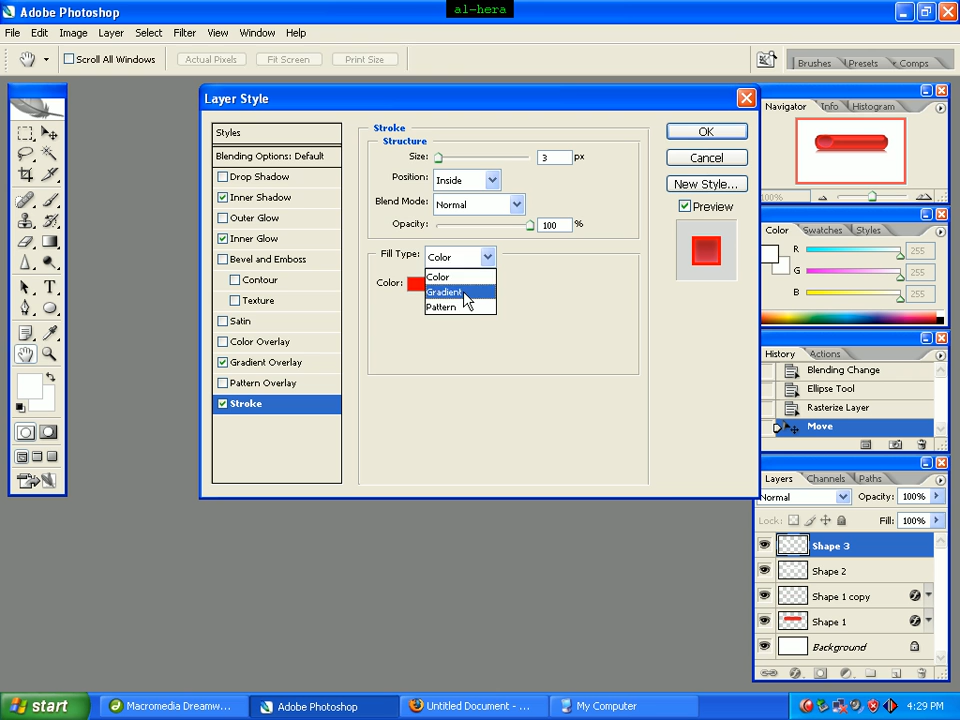 Adobe Photoshop
al-hera
File Edit Image Layer Select Filter View Window Help
Scroll All Windows Actual Pixels Fit Screen Print Size
Brushes Presets Comps
Layer Style
Styles
Blending Options: Default
Drop Shadow
Inner Shadow
Outer Glow
Inner Glow
Bevel and Emboss
Contour
Texture
Satin
Color Overlay
Gradient Overlay
Pattern Overlay
Stroke
Stroke
Structure
Size: 3 px
Position: Inside
Blend Mode: Normal
Opacity: 100 %
Fill Type: Color
Color
Gradient
Pattern
Color:
OK
Cancel
New Style...
Preview
Navigator Info Histogram
100%
Color Swatches Styles
R 255
G 255
B 255
History Actions
Blending Change
Ellipse Tool
Rasterize Layer
Move
Layers Channels Paths
Normal Opacity: 100%
Lock: Fill: 100%
Shape 3
Shape 2
Shape 1 copy
Shape 1
Background
T
start Macromedia Dreamw... Adobe Photoshop Untitled Document - ... My Computer 4:29 PM